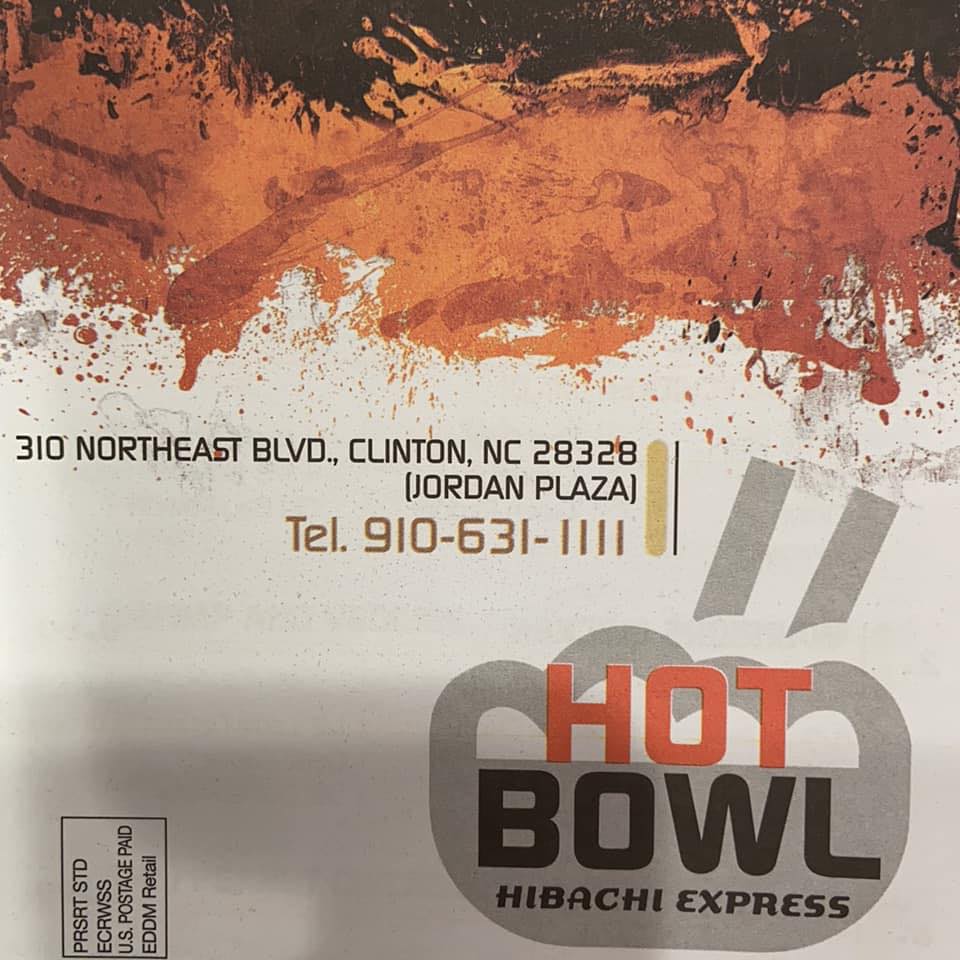 310 NORTHEAST BLVD., CLINTON, NC 28328
(JORDAN PLAZA)
Tel. 910-631-1111
HOT
BOWL
HIBACHI EXPRESS
PRSRT STD
ECRWSS
U.S. POSTAGE PAID
EDDM Retail